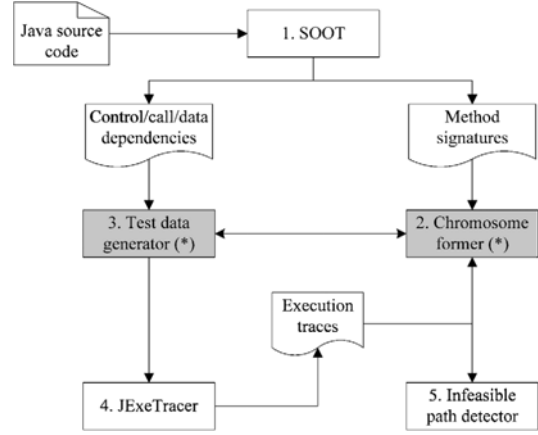 Java source
code
1. SOOT
Control/call/data
dependencies
Method
signatures
3. Test data
generator (*)
2. Chromosome
former (*)
Execution
traces
4. JExeTracer
5. Infeasible
path detector